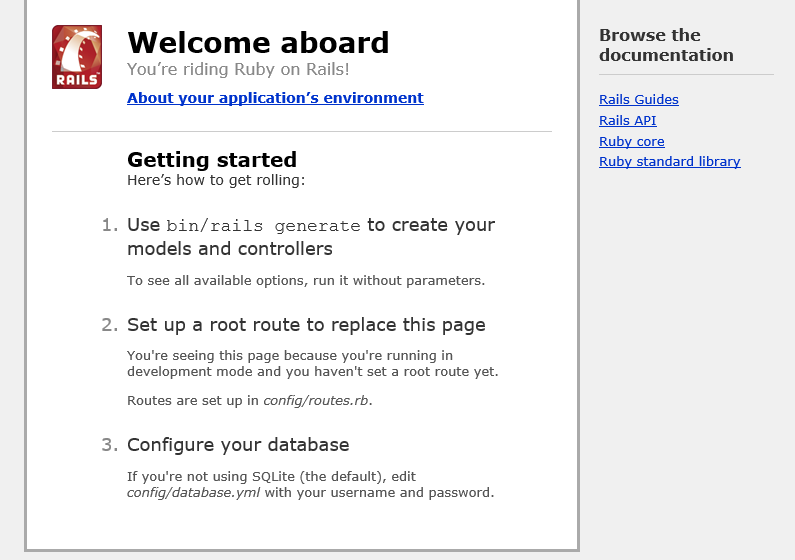 RAILS
Welcome aboard
You’re riding Ruby on Rails!
About your application’s environment
Getting started
Here’s how to get rolling:
1. Use bin/rails generate to create your
models and controllers
To see all available options, run it without parameters.
2. Set up a root route to replace this page
You're seeing this page because you're running in
development mode and you haven't set a root route yet.
Routes are set up in config/routes.rb.
3. Configure your database
If you're not using SQLite (the default), edit
config/database.yml with your username and password.
Browse the
documentation
Rails Guides
Rails API
Ruby core
Ruby standard library